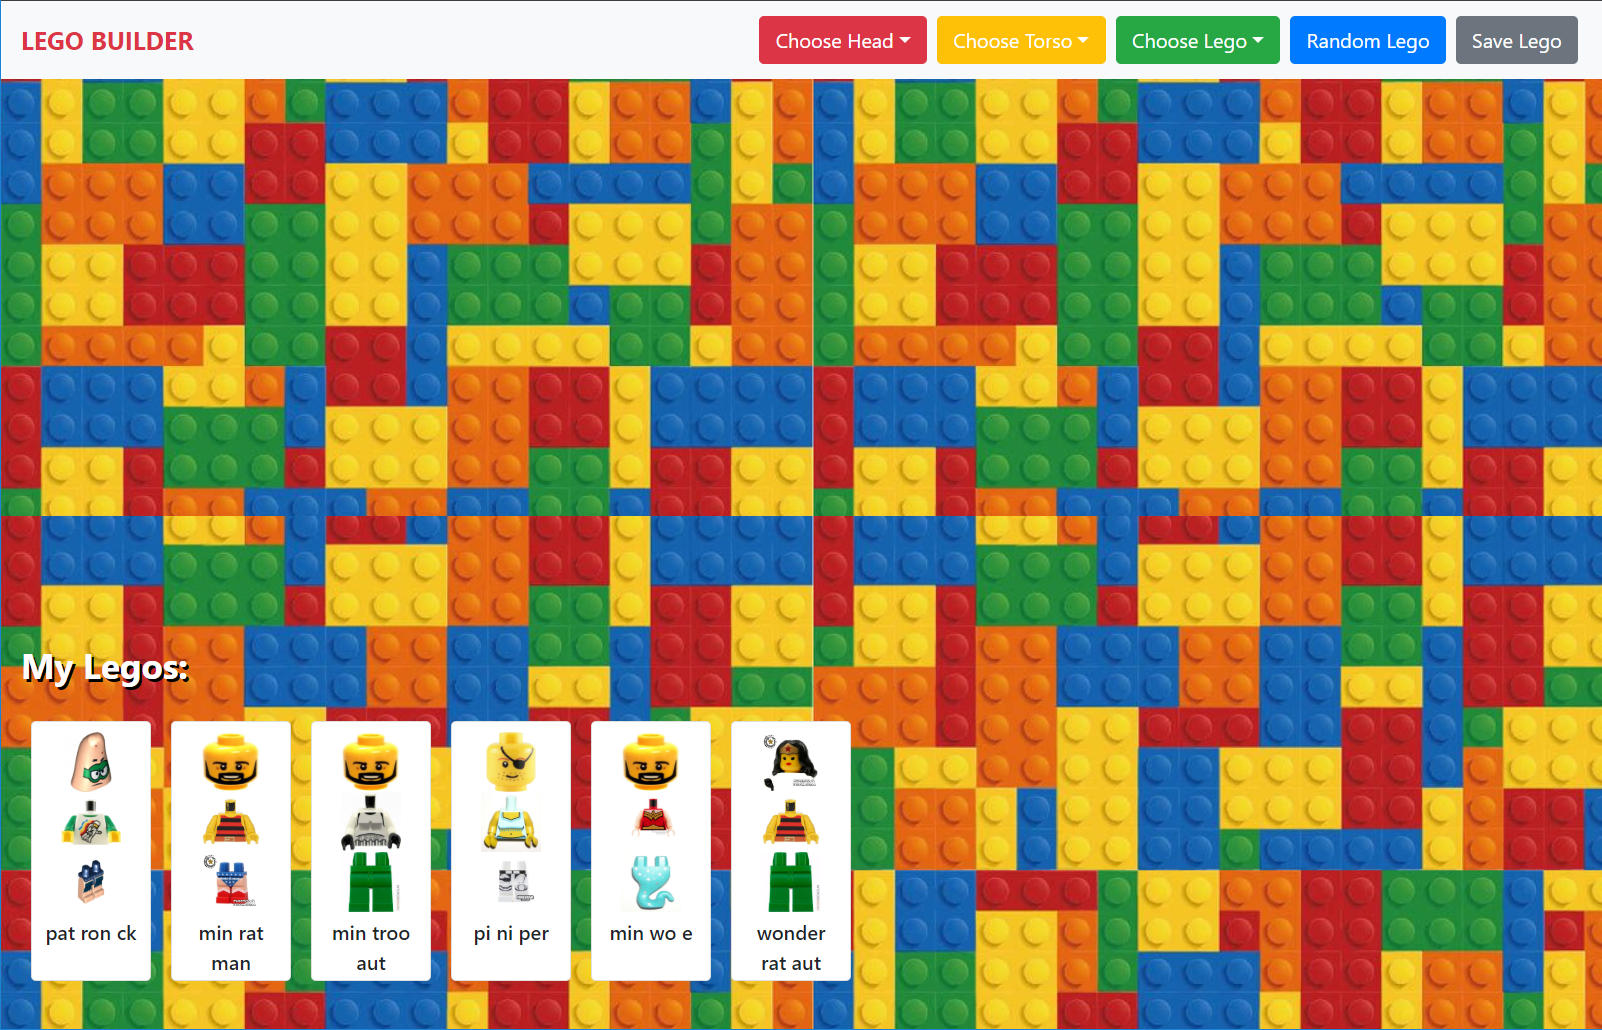 LEGO BUILDER
Choose Head
Choose Torso
Choose Lego
Random Lego
Save Lego
My Legos:
pat ron ck
min rat
man
min troo
aut
pi ni per
min wo e
wonder
rat aut